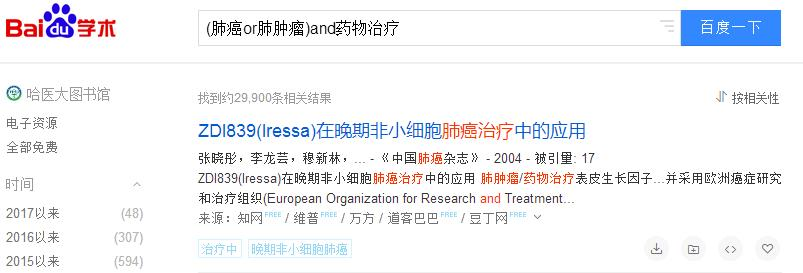 Bai du 学术
(肺癌or肺肿瘤)and药物治疗
百度一下
哈医大图书馆
电子资源
全部免费
时间
2017以来 (48)
2016以来 (307)
2015以来 (594)
找到约29,900条相关结果
按相关性
ZDI839(Iressa)在晚期非小细胞肺癌治疗中的应用
张晓彤，李龙芸，穆新林，... - 《中国肺癌杂志》 - 2004 - 被引量: 17
ZDI839(Iressa)在晚期非小细胞肺癌治疗中的应用 肺肿瘤/药物治疗表皮生长因子...并采用欧洲癌症研究
和治疗组织(European Organization for Research and Treatment...
来源：知网FREE / 维普FREE / 万方 / 道客巴巴FREE / 豆丁网FREE
治疗中 晚期非小细胞肺癌